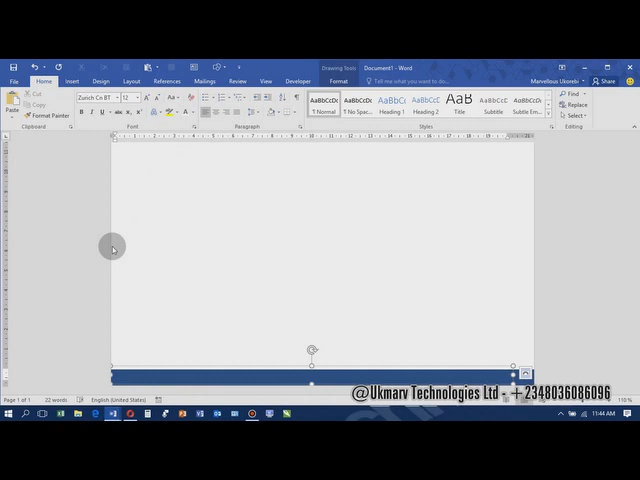 Drawing Tools Document1 - Word
File Home Insert Design Layout References Mailings Review View Developer Format Tell me what you want to do... Marvellous Ukorebi Share
Paste Cut Copy Format Painter
Zurich Cn BT 12
AaBbCcDc AaBbCcDc AaBbCc AaBbCcD AaB AaBbCcDc AaBbCcDc
¶ Normal ¶ No Spac... Heading 1 Heading 2 Title Subtitle Subtle Em...
Find Replace Select
Clipboard Font Paragraph Styles Editing
@Ukmarv Technologies Ltd - +2348036086096
Page 1 of 1 22 words English (United States) 110%
11:44 AM